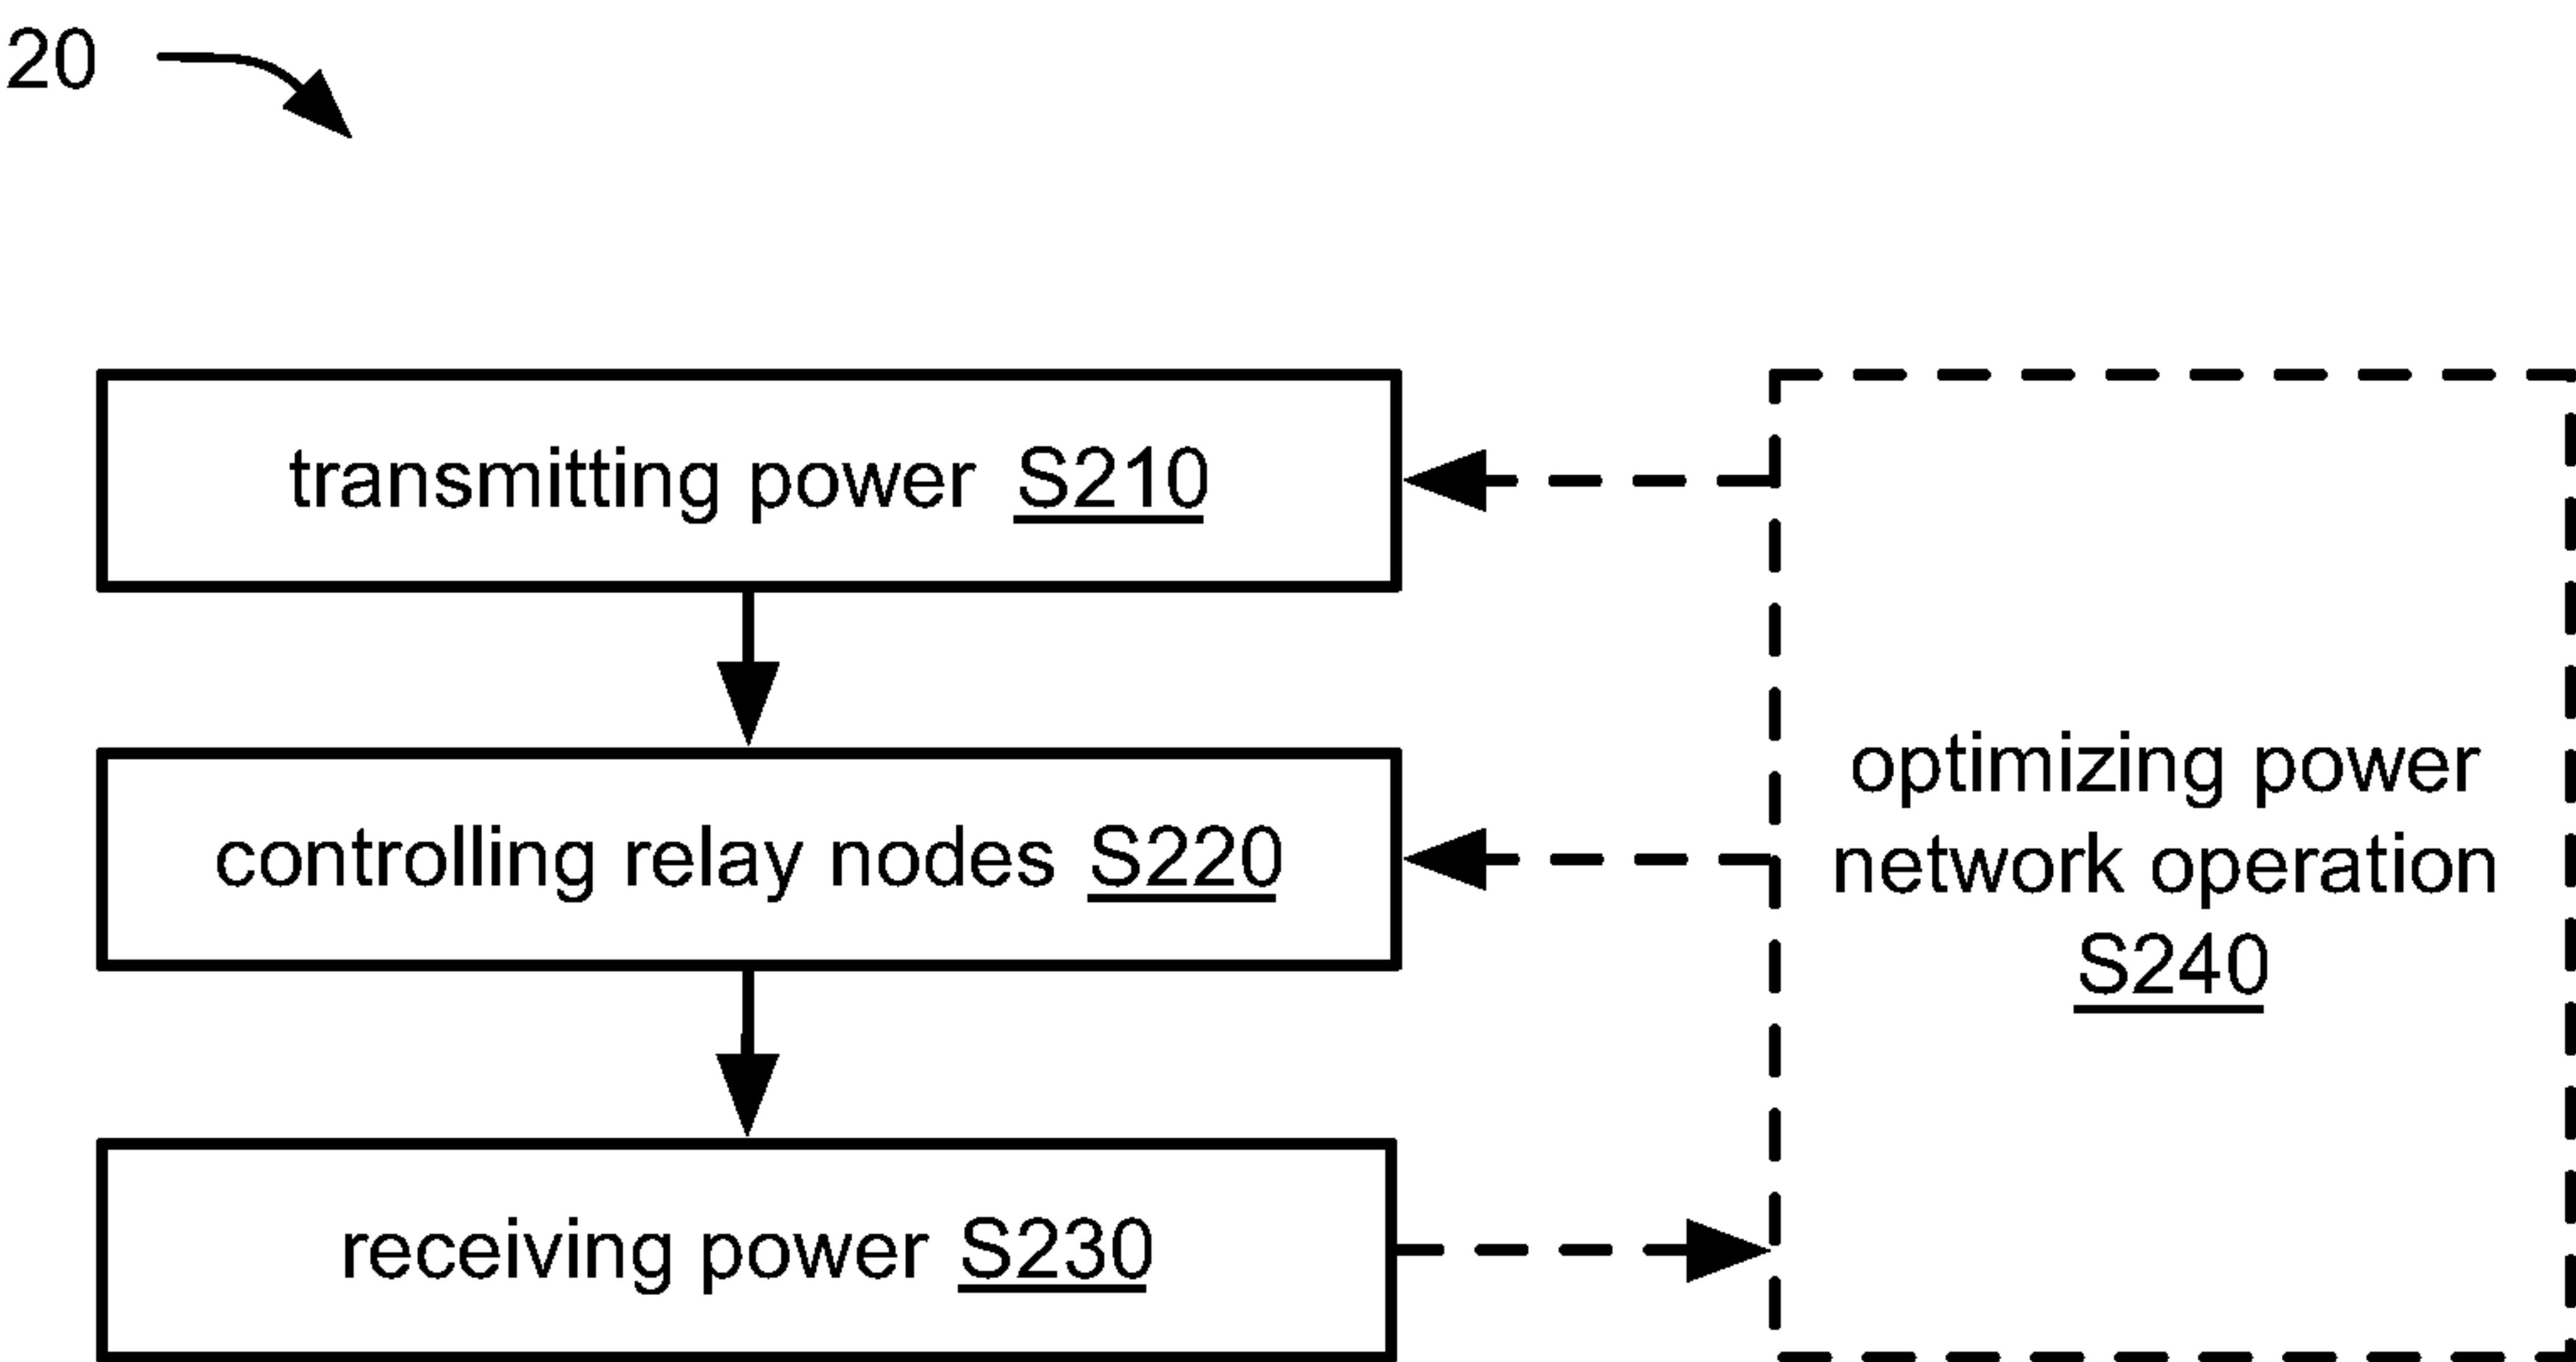 20
transmitting power S210
controlling relay nodes S220
receiving power S230
optimizing power
network operation
S240